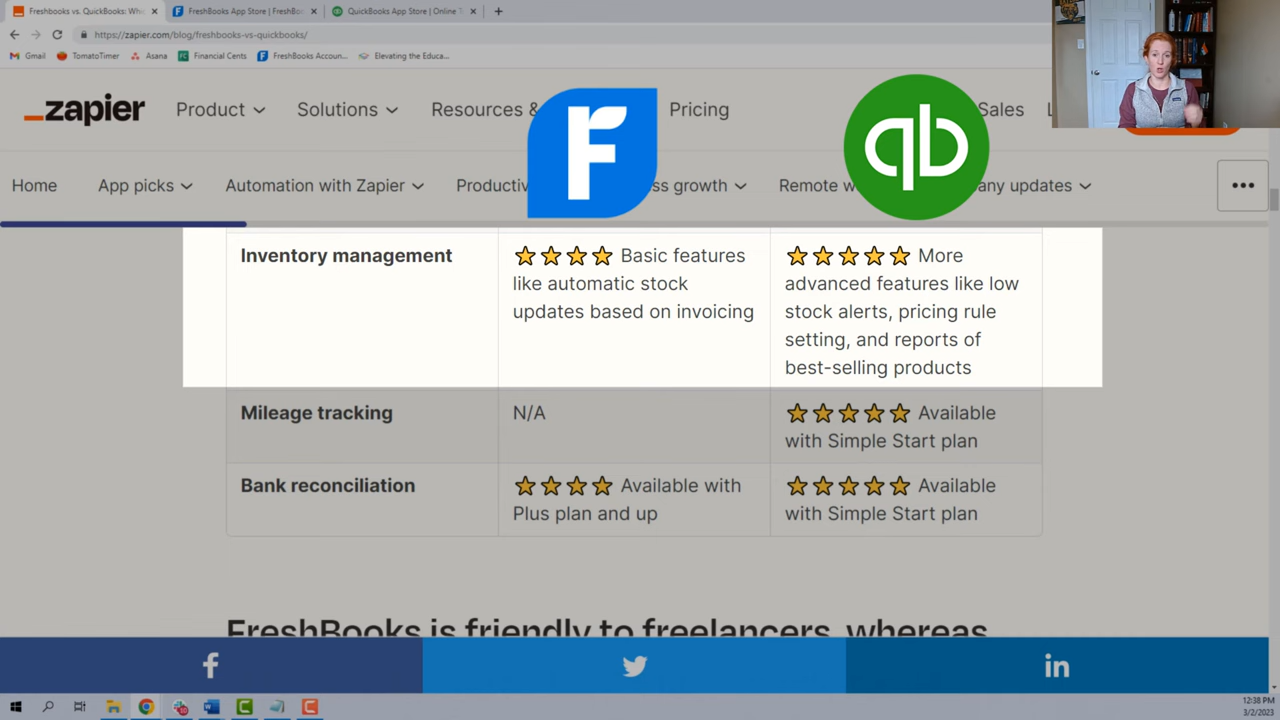 Freshbooks vs. QuickBooks: Whic
FreshBooks App Store | FreshBoo
QuickBooks App Store | Online T
https://zapier.com/blog/freshbooks-vs-quickbooks/
Gmail
TomatoTimer
Asana
Financial Cents
FreshBooks Accoun...
Elevating the Educa...
_zapier
Product
Solutions
Resources &
Pricing
Sales
Home
App picks
Automation with Zapier
Productiv
ss growth
Remote w
any updates
F
qb
Inventory management
Basic features
like automatic stock
updates based on invoicing
More
advanced features like low
stock alerts, pricing rule
setting, and reports of
best-selling products
Mileage tracking
N/A
Available
with Simple Start plan
Bank reconciliation
Available with
Plus plan and up
Available
with Simple Start plan
FreshBooks is friendly to freelancers, whereas
f
in
12:38 PM
3/2/2023